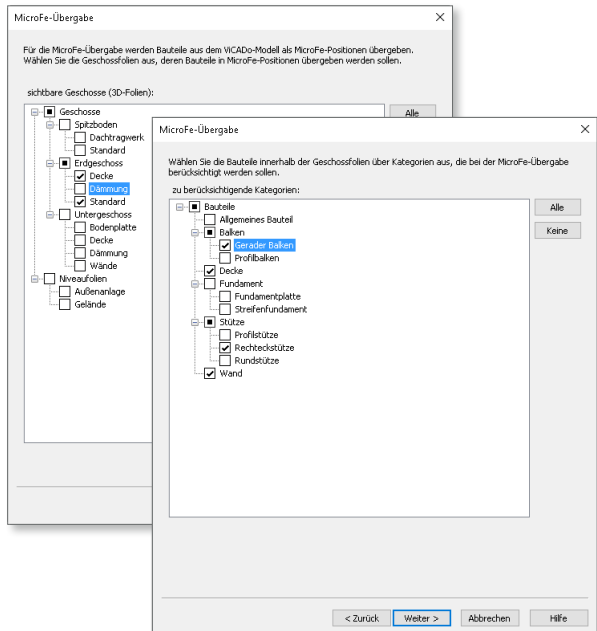 MicroFe-Übergabe
Für die MicroFe-Übergabe werden Bauteile aus dem ViCADo-Modell als MicroFe-Positionen übergeben.
Wählen Sie die Geschossfolien aus, deren Bauteile in MicroFe-Positionen übergeben werden sollen.
sichtbare Geschosse (3D-Folien):
Alle
Geschosse
Spitzboden
Dachtragwerk
Standard
Erdgeschoss
Decke
Dämmung
Standard
Untergeschoss
Bodenplatte
Decke
Dämmung
Wände
Niveaufolien
Außenanlage
Gelände
MicroFe-Übergabe
Wählen Sie die Bauteile innerhalb der Geschossfolien über Kategorien aus, die bei der MicroFe-Übergabe
berücksichtigt werden sollen.
zu berücksichtigende Kategorien:
Alle
Keine
Bauteile
Allgemeines Bauteil
Balken
Gerader Balken
Profilbalken
Decke
Fundament
Fundamentplatte
Streifenfundament
Stütze
Profilstütze
Rechteckstütze
Rundstütze
Wand
< Zurück
Weiter >
Abbrechen
Hilfe